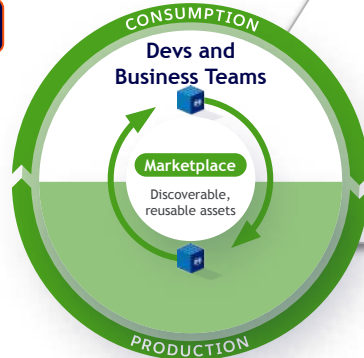 CONSUMPTION
Devs and
Business Teams
Marketplace
Discoverable,
reusable assets
PRODUCTION